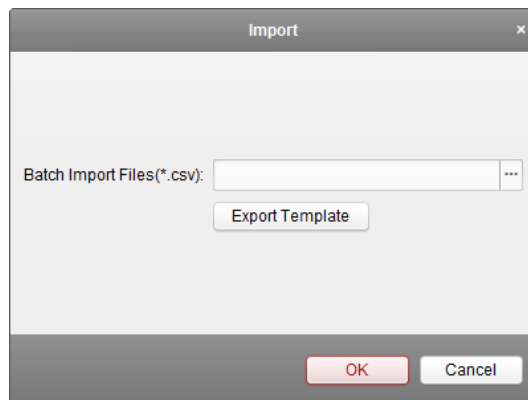 Import
×
Batch Import Files(*.csv):
...
Export Template
OK
Cancel